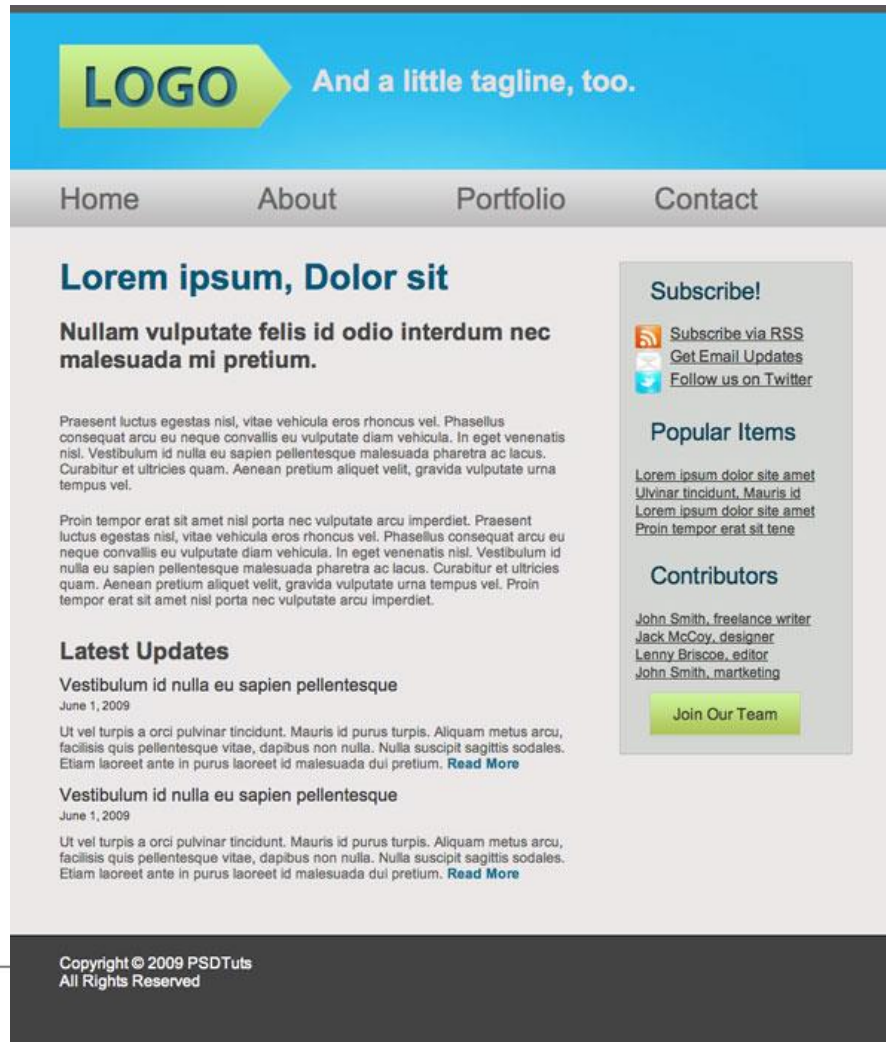 LOGO
And a little tagline, too.
Home About Portfolio Contact
Lorem ipsum, Dolor sit
Nullam vulputate felis id odio interdum nec
malesuada mi pretium.
Praesent luctus egestas nisl, vitae vehicula eros rhoncus vel. Phasellus
consequat arcu eu neque convallis eu vulputate diam vehicula. In eget venenatis
nisl. Vestibulum id nulla eu sapien pellentesque malesuada pharetra ac lacus.
Curabitur et ultricies quam. Aenean pretium aliquet velit, gravida vulputate urna
tempus vel.
Proin tempor erat sit amet nisl porta nec vulputate arcu imperdiet. Praesent
luctus egestas nisl, vitae vehicula eros rhoncus vel. Phasellus consequat arcu eu
neque convallis eu vulputate diam vehicula. In eget venenatis nisl. Vestibulum id
nulla eu sapien pellentesque malesuada pharetra ac lacus. Curabitur et ultricies
quam. Aenean pretium aliquet velit, gravida vulputate urna tempus vel. Proin
tempor erat sit amet nisl porta nec vulputate arcu imperdiet.
Latest Updates
Vestibulum id nulla eu sapien pellentesque
June 1, 2009
Ut vel turpis a orci pulvinar tincidunt. Mauris id purus turpis. Aliquam metus arcu,
facilisis quis pellentesque vitae, dapibus non nulla. Nulla suscipit sagittis sodales.
Etiam laoreet ante in purus laoreet id malesuada dui pretium. Read More
Vestibulum id nulla eu sapien pellentesque
June 1, 2009
Ut vel turpis a orci pulvinar tincidunt. Mauris id purus turpis. Aliquam metus arcu,
facilisis quis pellentesque vitae, dapibus non nulla. Nulla suscipit sagittis sodales.
Etiam laoreet ante in purus laoreet id malesuada dui pretium. Read More
Subscribe!
Subscribe via RSS
Get Email Updates
Follow us on Twitter
Popular Items
Lorem ipsum dolor site amet
Ulvinar tincidunt, Mauris id
Lorem ipsum dolor site amet
Proin tempor erat sit tene
Contributors
John Smith, freelance writer
Jack McCoy, designer
Lenny Briscoe, editor
John Smith, martketing
Join Our Team
Copyright © 2009 PSDTuts
All Rights Reserved